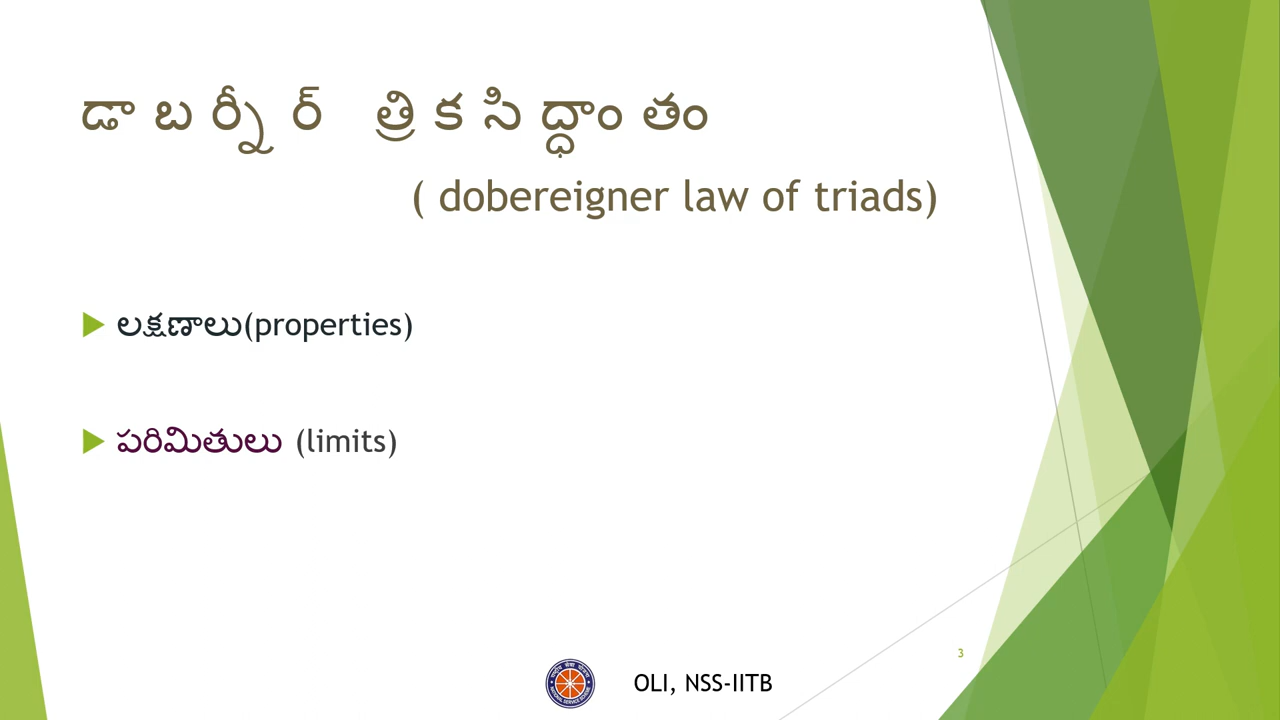 డా బ ర్నీ ర్ త్రి క సి ద్ధాం తం
( dobereigner law of triads)
లక్షణాలు(properties)
పరిమితులు (limits)
3
OLI, NSS-IITB